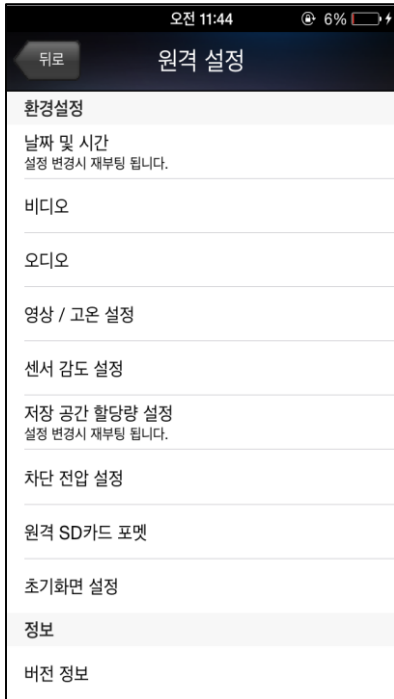 오전 11:44
6%
뒤로
원격 설정
환경설정
날짜 및 시간
설정 변경시 재부팅 됩니다.
비디오
오디오
영상 / 고온 설정
센서 감도 설정
저장 공간 할당량 설정
설정 변경시 재부팅 됩니다.
차단 전압 설정
원격 SD카드 포멧
초기화면 설정
정보
버전 정보